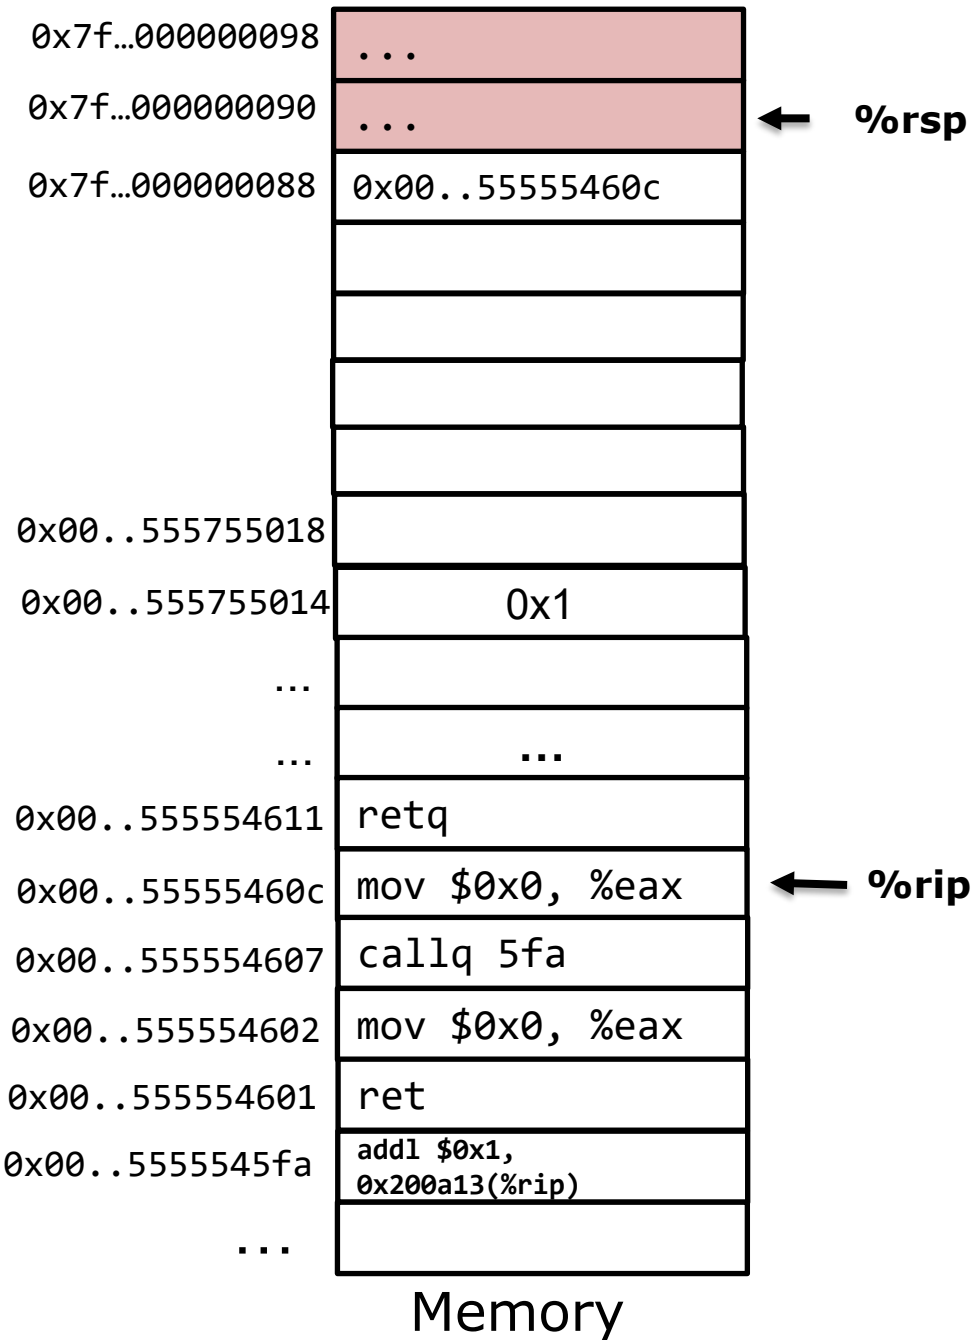 0x7f…000000098 ...
0x7f…000000090 ... %rsp
0x7f…000000088 0x00..55555460c
0x00..555755018
0x00..555755014 0x1
...
... ...
0x00..555554611 retq
0x00..55555460c mov $0x0, %eax %rip
0x00..555554607 callq 5fa
0x00..555554602 mov $0x0, %eax
0x00..555554601 ret
0x00..5555545fa addl $0x1,
0x200a13(%rip)
...
Memory